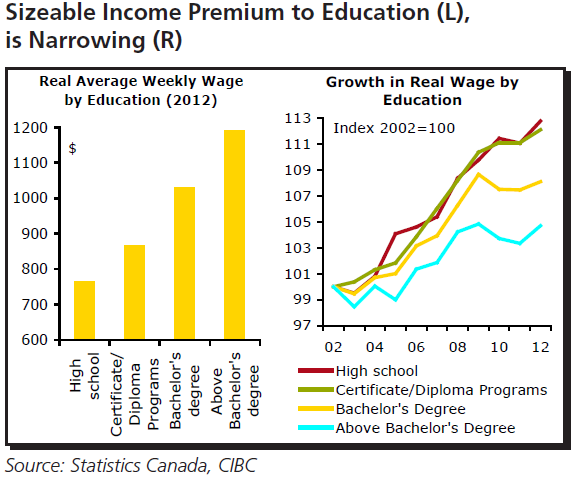 Sizeable Income Premium to Education (L),
is Narrowing (R)
Real Average Weekly Wage
by Education (2012)
1200
1100
1000
900
800
700
600
$
High
school
Certificate/
Diploma
Programs
Bachelor's
degree
Above
Bachelor's
degree
Growth in Real Wage by
Education
113
111
109
107
105
103
101
99
97
Index 2002=100
02 04 06 08 10 12
High school
Certificate/Diploma Programs
Bachelor's Degree
Above Bachelor's Degree
Source: Statistics Canada, CIBC